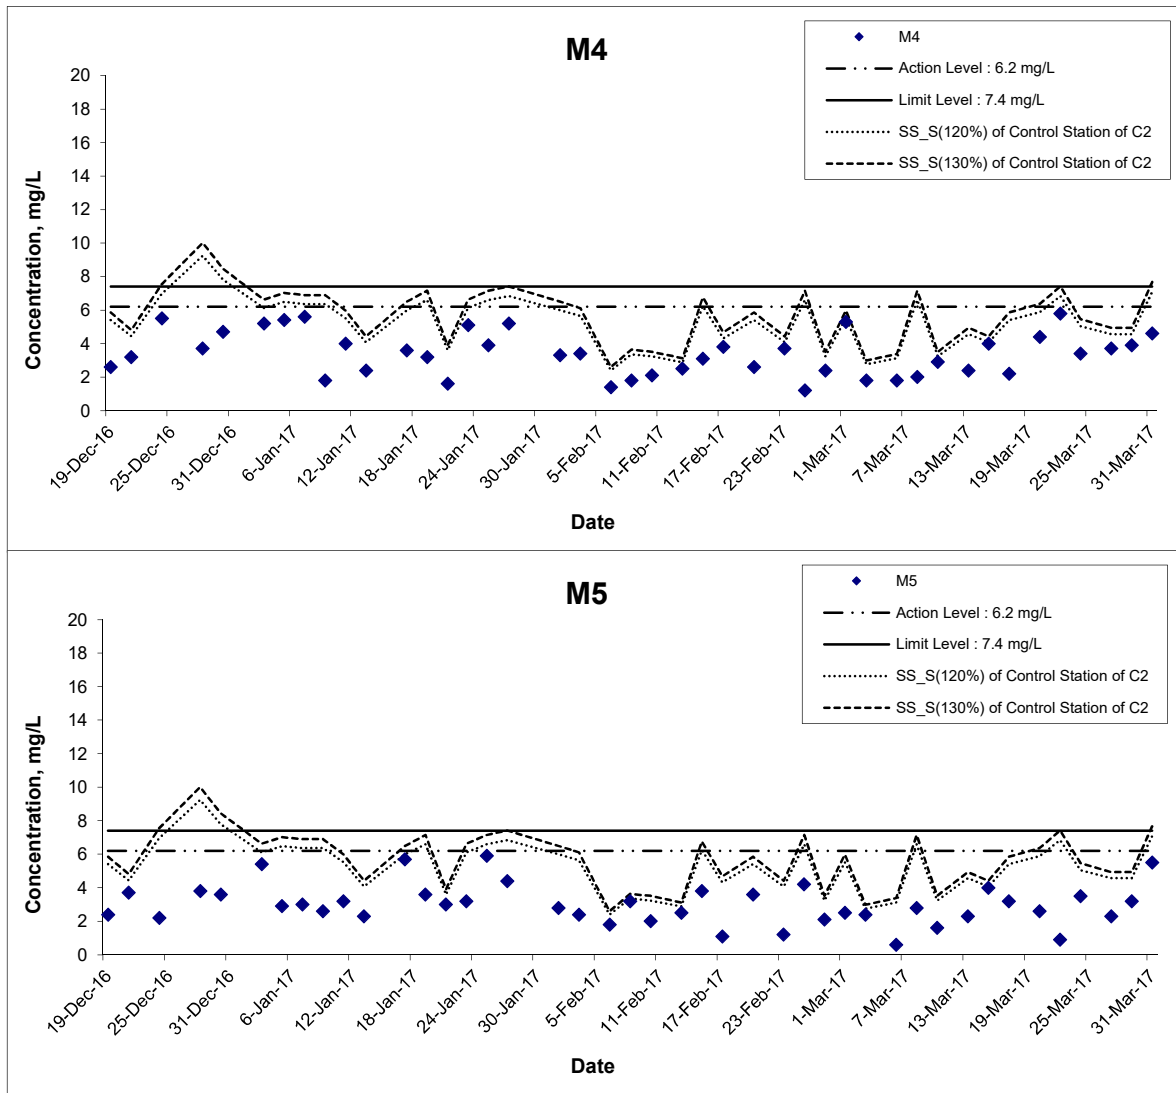 M4
M4
Action Level : 6.2 mg/L
Limit Level : 7.4 mg/L
SS_S(120%) of Control Station of C2
SS_S(130%) of Control Station of C2
Concentration, mg/L
20
18
16
14
12
10
8
6
4
2
0
19-Dec-16
25-Dec-16
31-Dec-16
6-Jan-17
12-Jan-17
18-Jan-17
24-Jan-17
30-Jan-17
5-Feb-17
11-Feb-17
17-Feb-17
23-Feb-17
1-Mar-17
7-Mar-17
13-Mar-17
19-Mar-17
25-Mar-17
31-Mar-17
Date
M5
M5
Action Level : 6.2 mg/L
Limit Level : 7.4 mg/L
SS_S(120%) of Control Station of C2
SS_S(130%) of Control Station of C2
Concentration, mg/L
20
18
16
14
12
10
8
6
4
2
0
19-Dec-16
25-Dec-16
31-Dec-16
6-Jan-17
12-Jan-17
18-Jan-17
24-Jan-17
30-Jan-17
5-Feb-17
11-Feb-17
17-Feb-17
23-Feb-17
1-Mar-17
7-Mar-17
13-Mar-17
19-Mar-17
25-Mar-17
31-Mar-17
Date